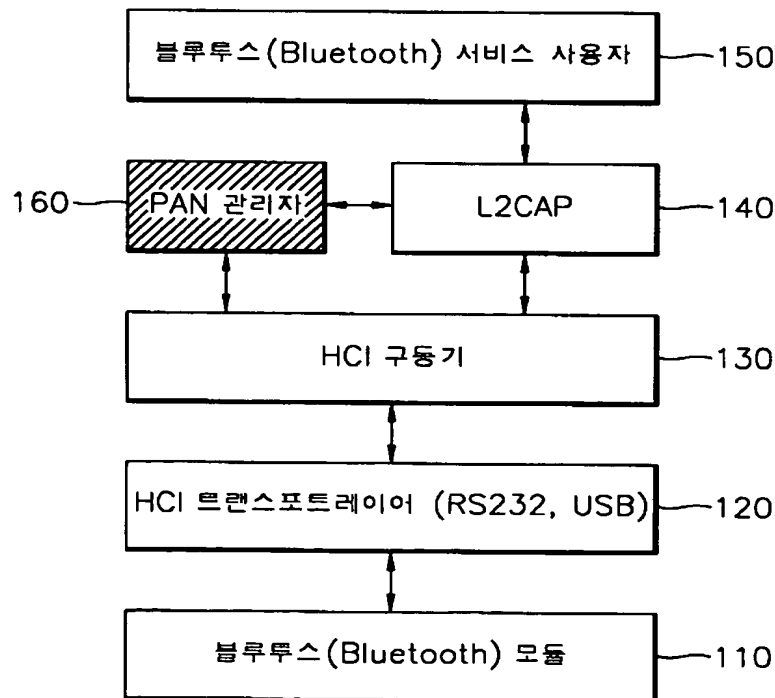 블루투스(Bluetooth) 서비스 사용자
150
160
PAN 관리자
L2CAP
140
HCI 구동기
130
HCI 트랜스포트레이어 (RS232, USB)
120
블루투스(Bluetooth) 모듈
110